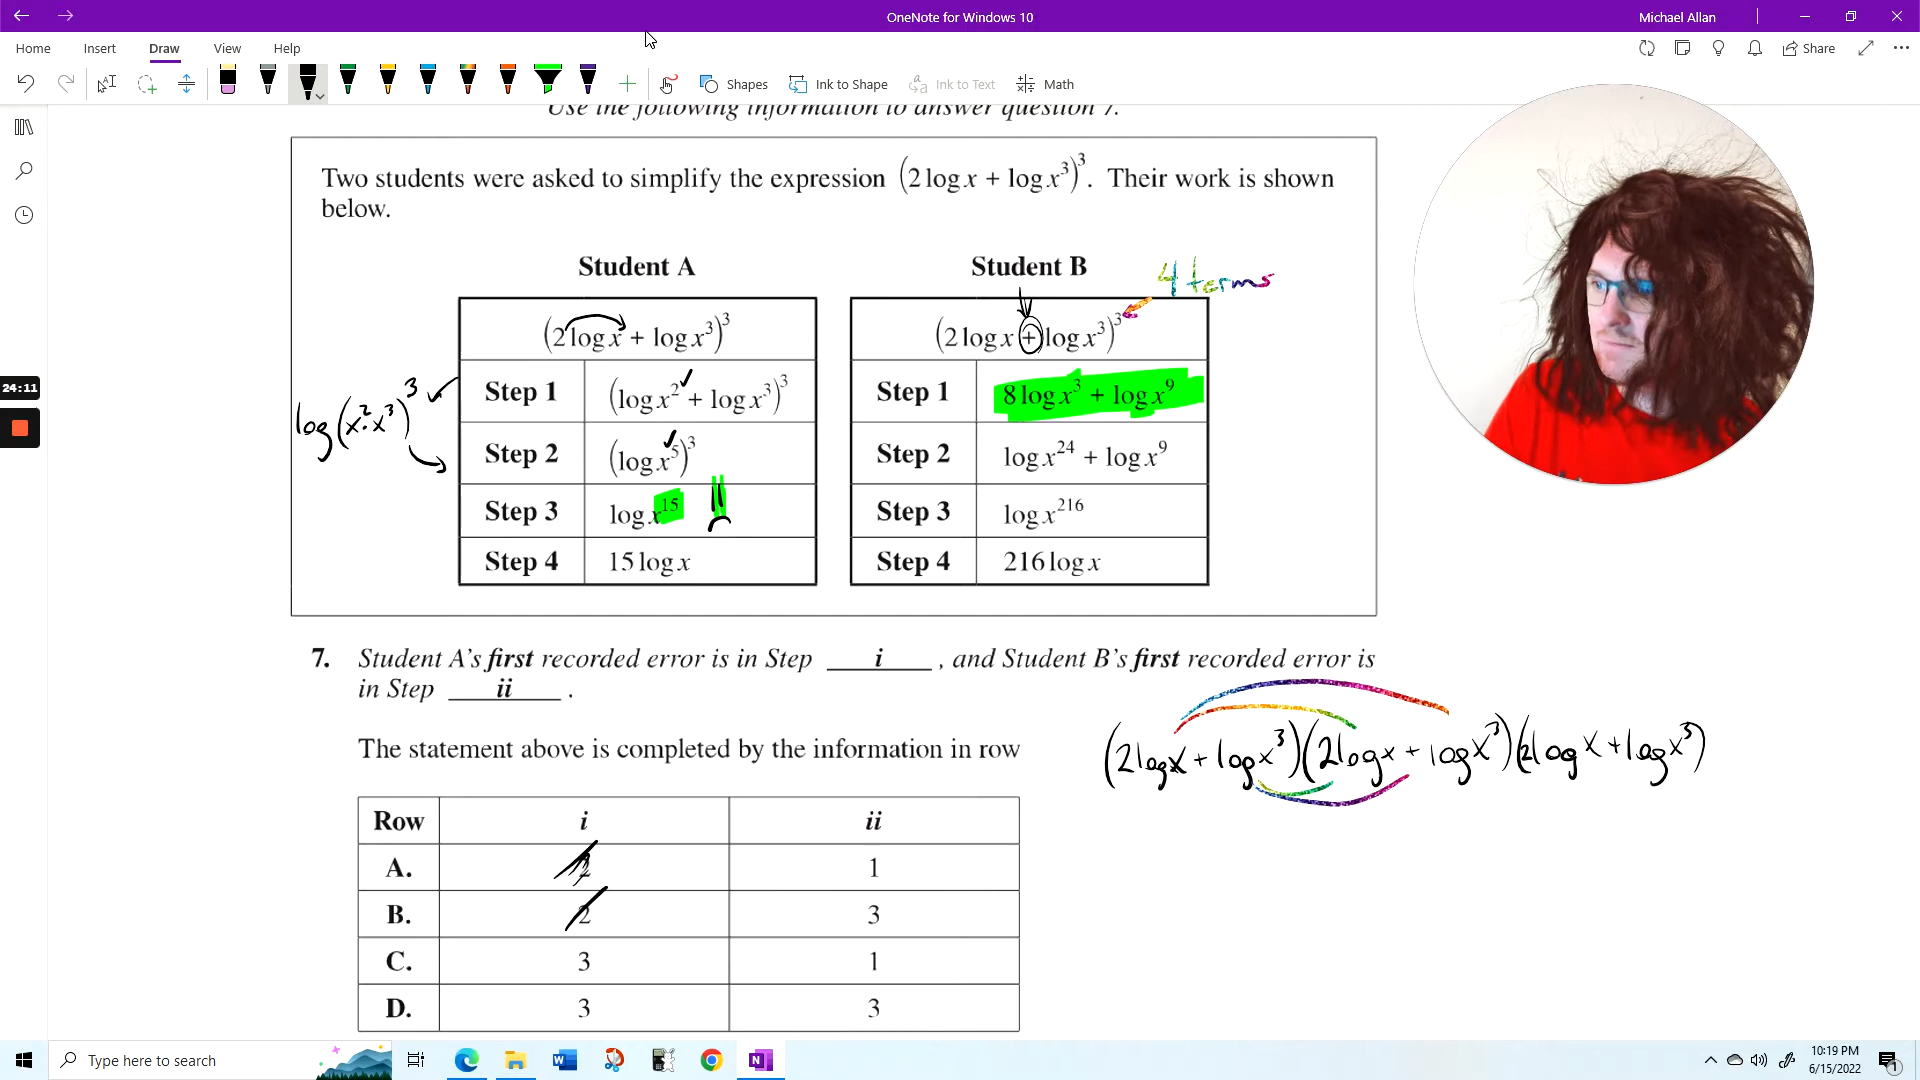 OneNote for Windows 10
Michael Allan
Home Insert Draw View Help
Share
Shapes Ink to Shape Ink to Text Math
Use the following information to answer question 7.
Two students were asked to simplify the expression (2 log x + log x³)³. Their work is shown
below.
Student A
(2 log x + log x³)³
Step 1 (log x² + log x³)³
Step 2 (log x⁵)³
Step 3 log x¹⁵
Step 4 15 log x
log(x²·x³)³
Student B
4 terms
(2 log x + log x³)³
Step 1 8 log x³ + log x⁹
Step 2 log x²⁴ + log x⁹
Step 3 log x²¹⁶
Step 4 216 log x
24:11
7. Student A's first recorded error is in Step i , and Student B's first recorded error is
in Step ii .
(2logx + logx³)(2logx + logx³)(2logx + logx³)
The statement above is completed by the information in row
Row i ii
A. 2 1
B. 2 3
C. 3 1
D. 3 3
Type here to search
10:19 PM
6/15/2022
1